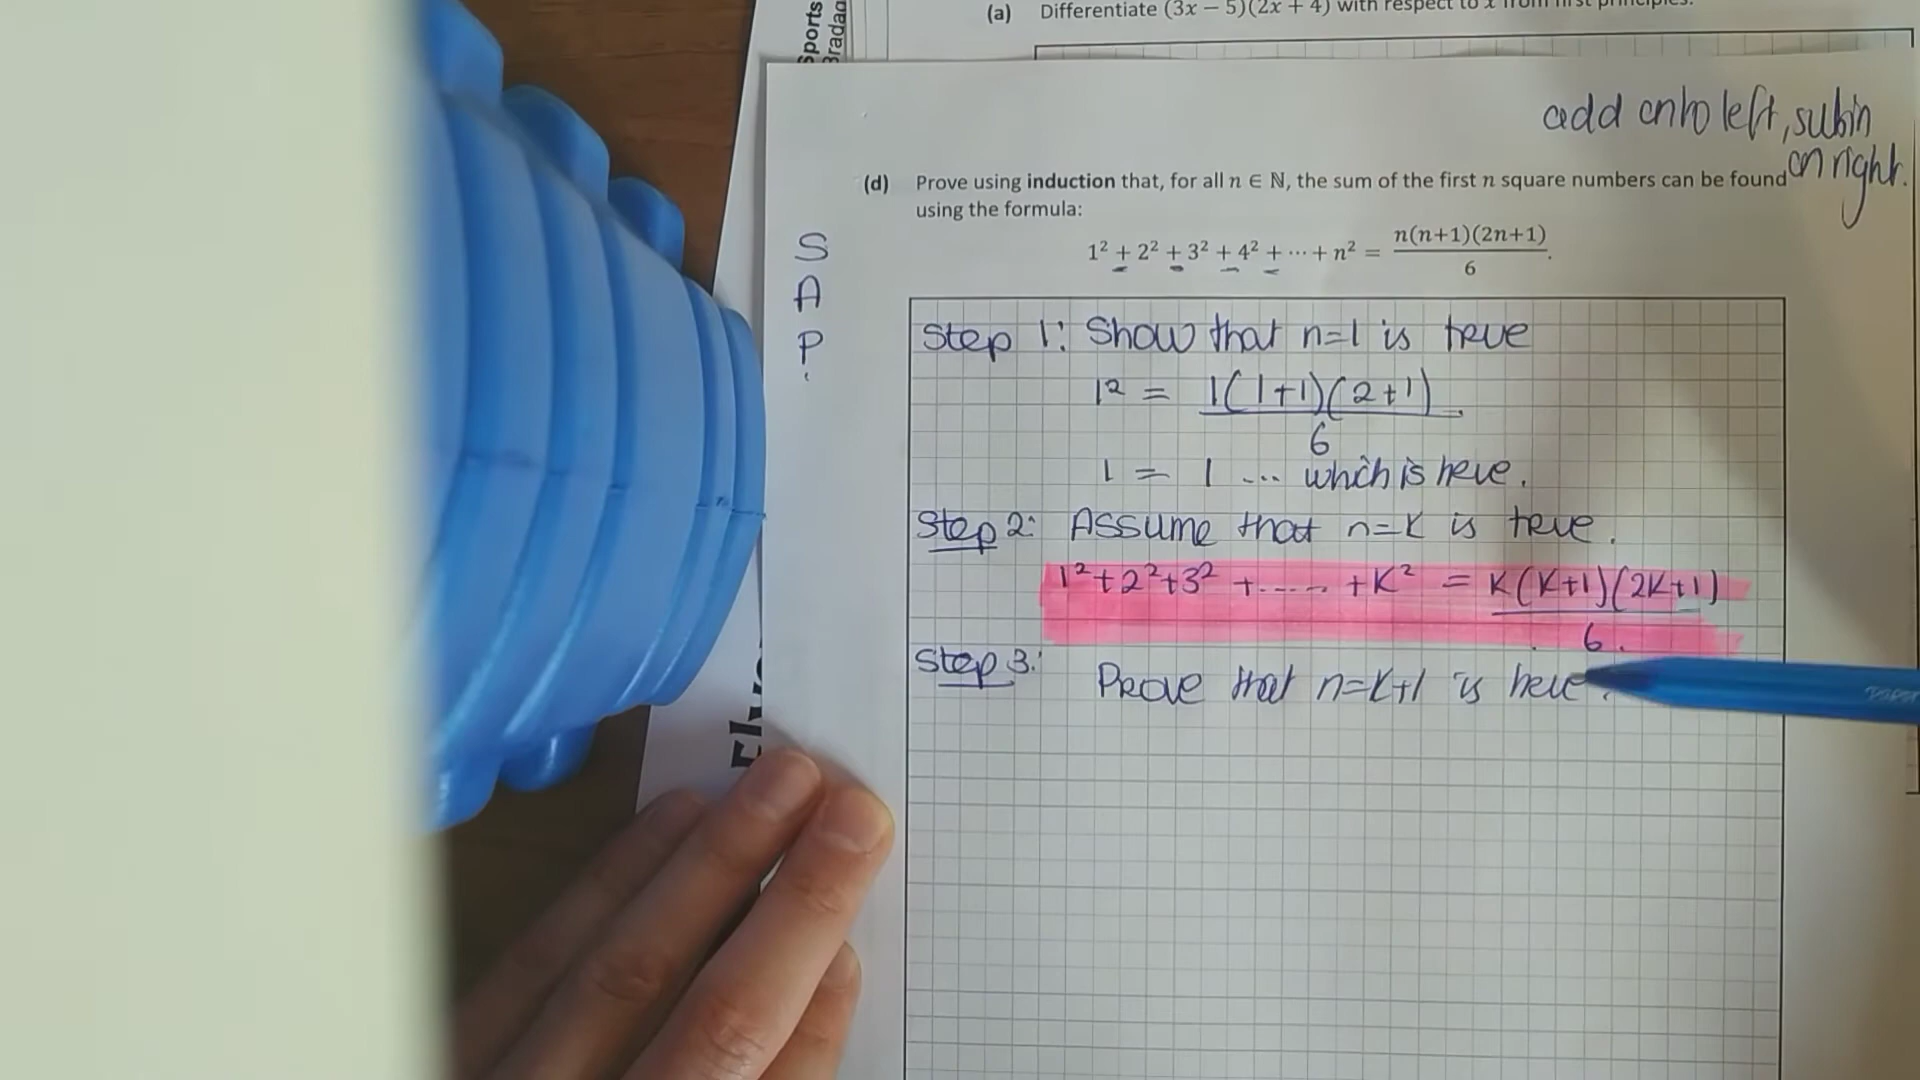 (a) Differentiate (3x − 5)(2x + 4) with respect to x from first principles.
Sports
add onto left, sub in
on right.
(d) Prove using induction that, for all n ∈ ℕ, the sum of the first n square numbers can be found
using the formula:
1² + 2² + 3² + 4² + ⋯ + n² = n(n+1)(2n+1)/6.
S
A
P
Step 1: Show that n=1 is true
1² = 1(1+1)(2+1)/6
1 = 1 ... which is true.
Step 2: Assume that n=K is true.
1²+2²+3² +...... +K² = K(K+1)(2K+1)/6.
Step 3: Prove that n=K+1 is true.